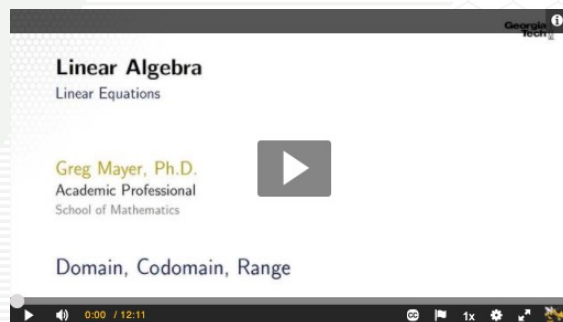 Georgia
Tech
Linear Algebra
Linear Equations
Greg Mayer, Ph.D.
Academic Professional
School of Mathematics
Domain, Codomain, Range
0:00 / 12:11
CC
1x